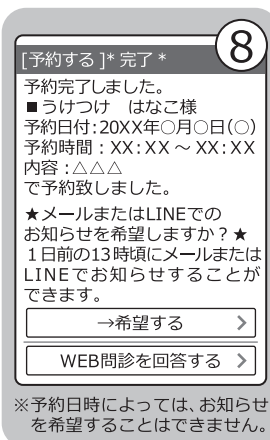 8
[予約する]* 完了 *
予約完了しました。
■うけつけ　はなこ様
予約日付:20XX年○月○日(○)
予約時間：XX:XX ～ XX:XX
内容:△△△
で予約致しました。
★メールまたはLINEでの
お知らせを希望しますか？★
１日前の13時頃にメールまたは
LINEでお知らせすることが
できます。
→希望する >
WEB問診を回答する >
※予約日時によっては、お知らせ
を希望することはできません。